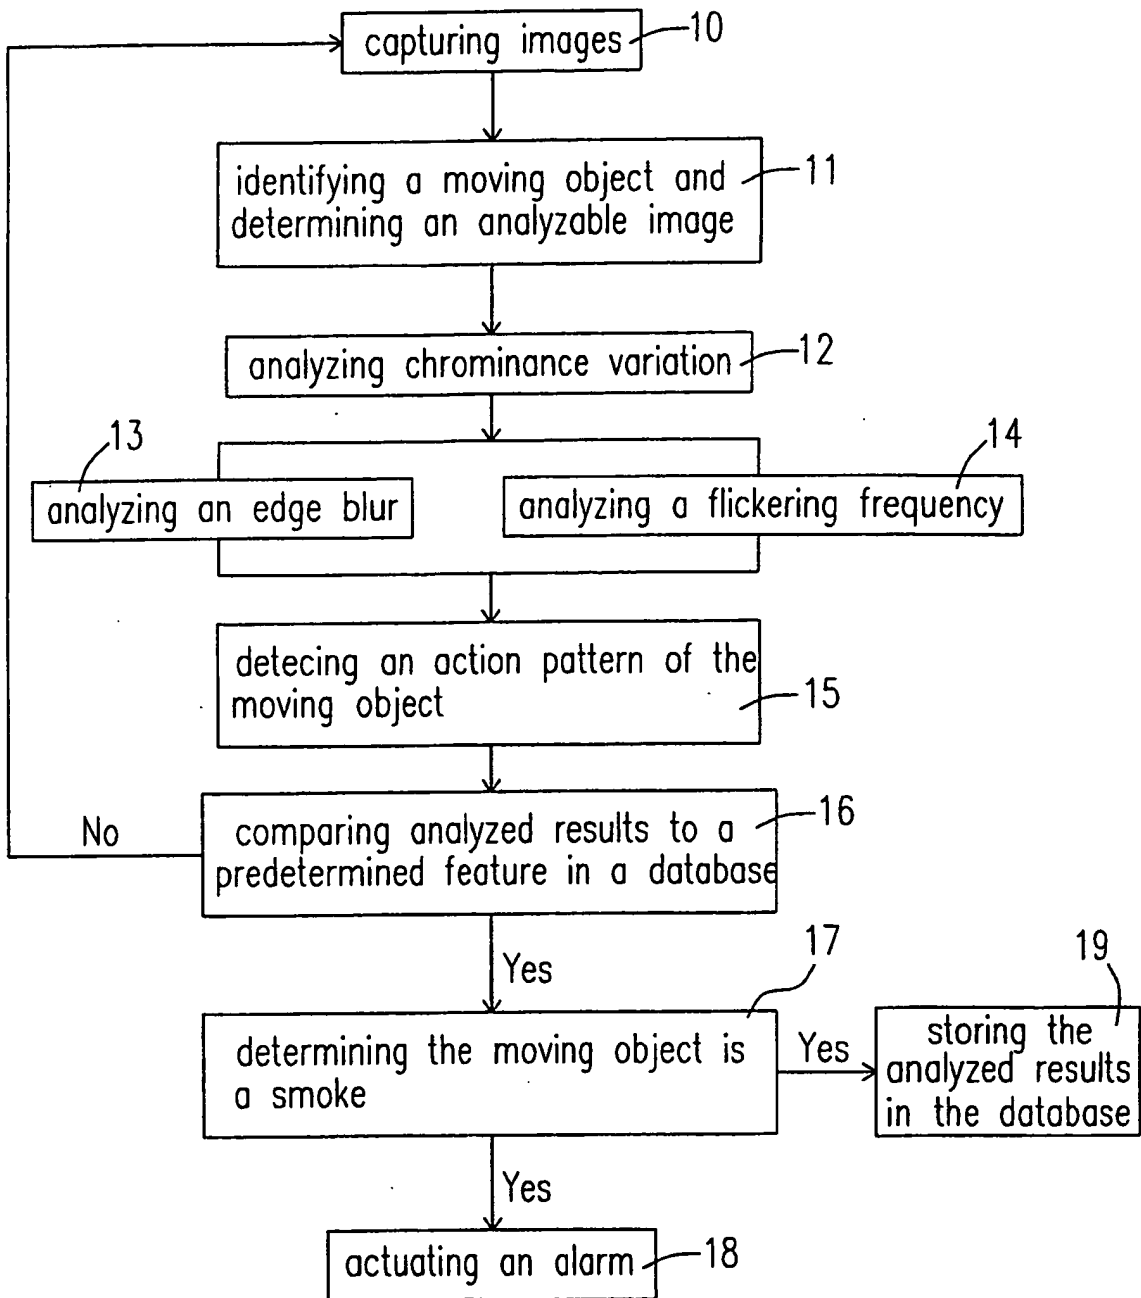 capturing images
10
identifying a moving object and
determining an analyzable image
11
analyzing chrominance variation
12
13
analyzing an edge blur
14
analyzing a flickering frequency
detecing an action pattern of the
moving object
15
No
comparing analyzed results to a
predetermined feature in a database
16
Yes
17
determining the moving object is
a smoke
Yes
19
storing the
analyzed results
in the database
Yes
actuating an alarm
18